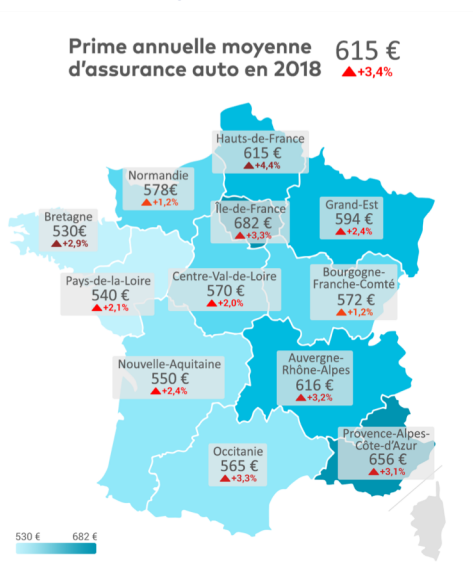 Prime annuelle moyenne
d'assurance auto en 2018
615 €
+3,4%
Hauts-de-France
615 €
+4,4%
Normandie
578€
+1,2%
Île-de-France
682 €
+3,3%
Grand-Est
594 €
+2,4%
Bretagne
530€
+2,9%
Pays-de-la-Loire
540 €
+2,1%
Centre-Val-de-Loire
570 €
+2,0%
Bourgogne-
Franche-Comté
572 €
+1,2%
Nouvelle-Aquitaine
550 €
+2,4%
Auvergne-
Rhône-Alpes
616 €
+3,2%
Provence-Alpes-
Côte-d'Azur
656 €
+3,1%
Occitanie
565 €
+3,3%
530 €
682 €